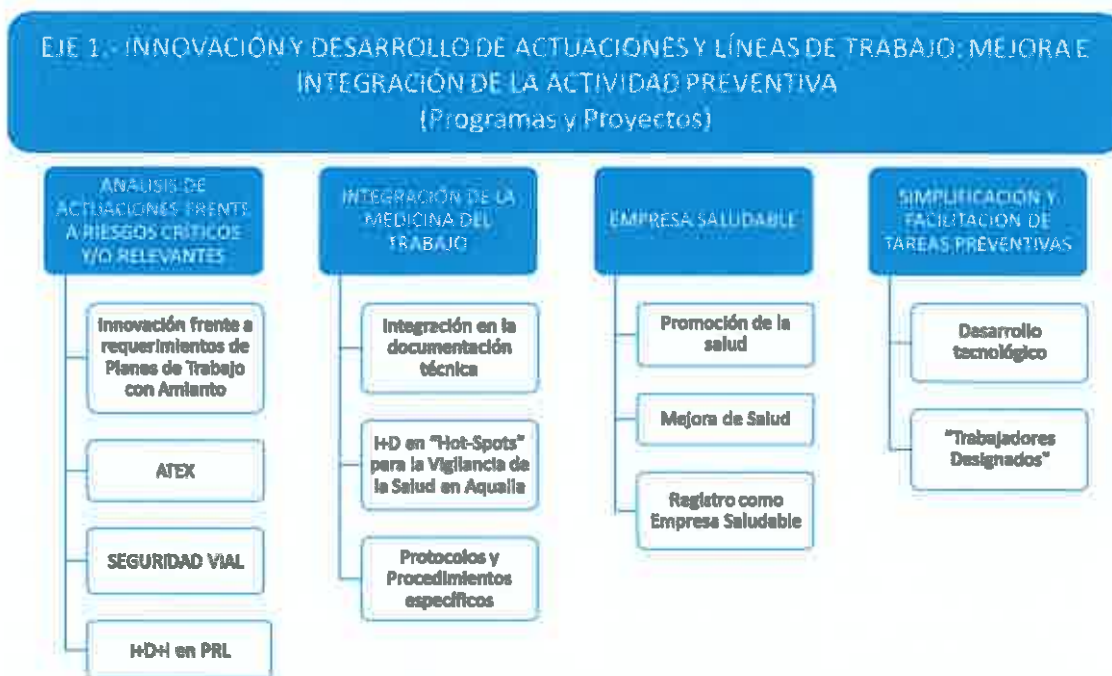 EJE 1.- INNOVACIÓN Y DESARROLLO DE ACTUACIONES Y LÍNEAS DE TRABAJO: MEJORA E
INTEGRACIÓN DE LA ACTIVIDAD PREVENTIVA
(Programas y Proyectos)
ANÁLISIS DE
ACTUACIONES FRENTE
A RIESGOS CRÍTICOS
Y/O RELEVANTES
Innovación frente a
requerimientos de
Planes de Trabajo
con Amianto
ATEX
SEGURIDAD VIAL
I+D+I en PRL
INTEGRACIÓN DE LA
MEDICINA DEL
TRABAJO
Integración en la
documentación
técnica
I+D en "Hot-Spots"
para la Vigilancia de
la Salud en Aqualia
Protocolos y
Procedimientos
específicos
EMPRESA SALUDABLE
Promoción de la
salud
Mejora de Salud
Registro como
Empresa Saludable
SIMPLIFICACIÓN Y
FACILITACIÓN DE
TAREAS PREVENTIVAS
Desarrollo
tecnológico
"Trabajadores
Designados"